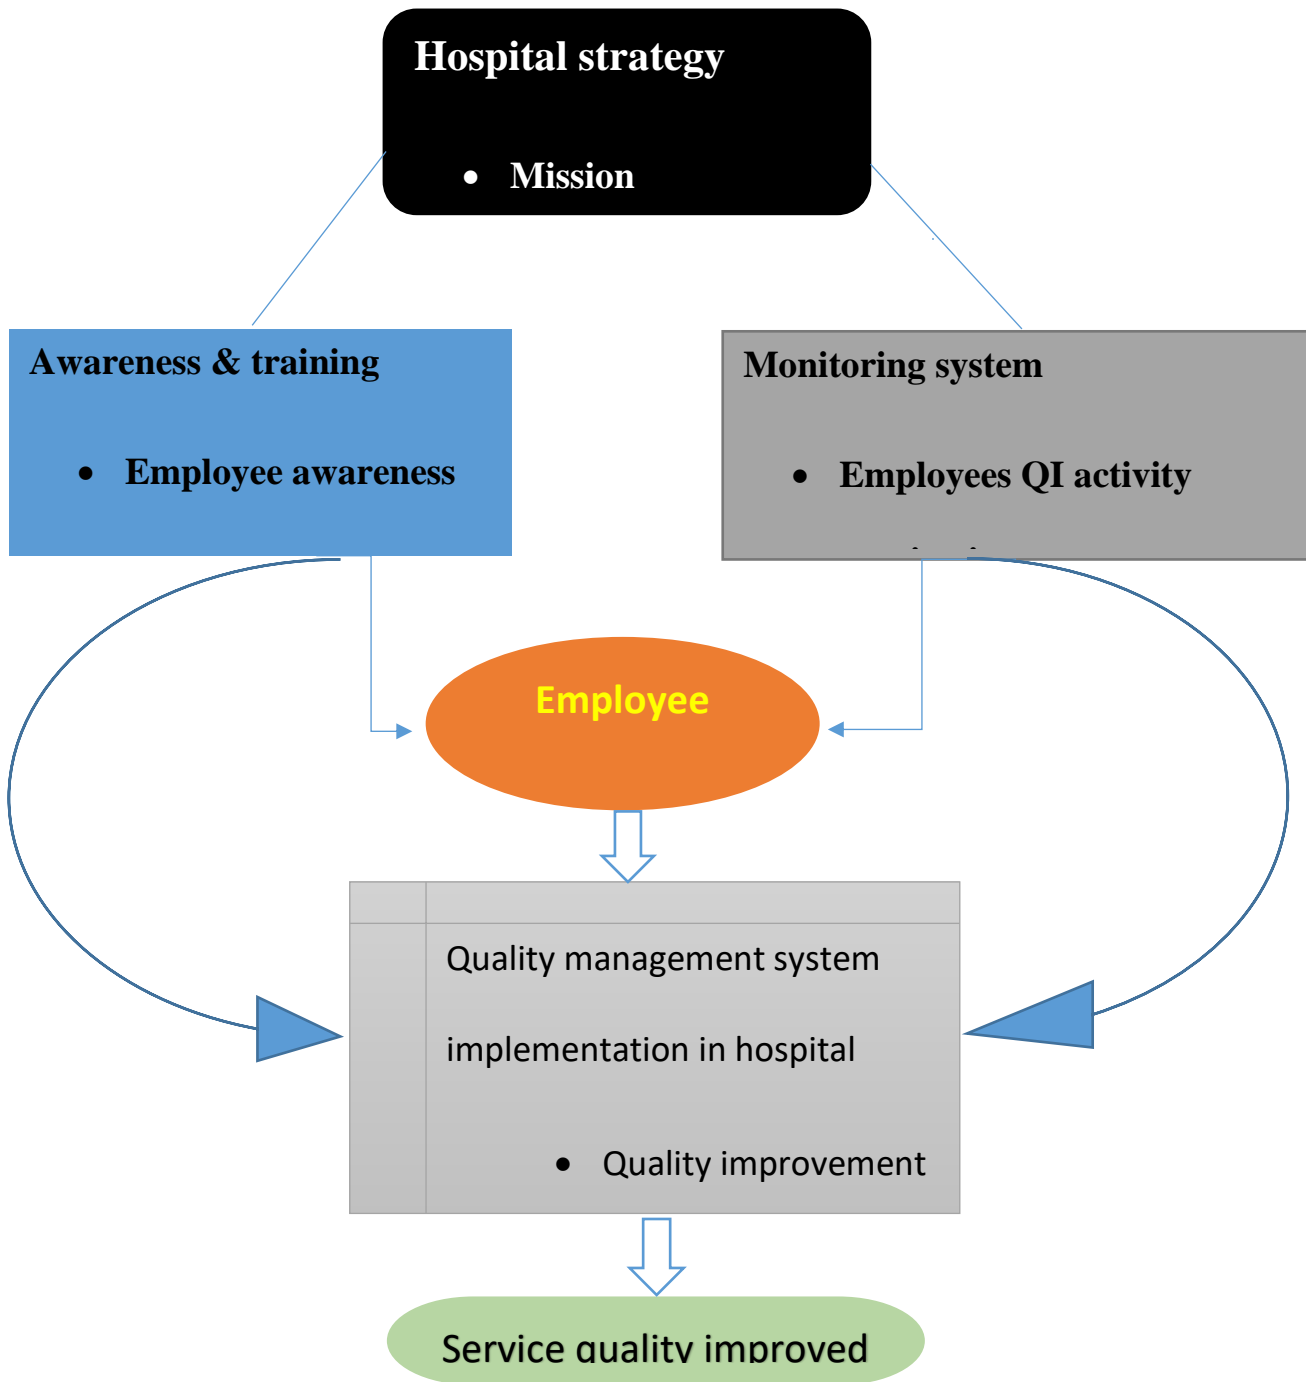 Hospital strategy
• Mission
Awareness & training
• Employee awareness
Monitoring system
• Employees QI activity
Employee
Quality management system
implementation in hospital
• Quality improvement
Service quality improved